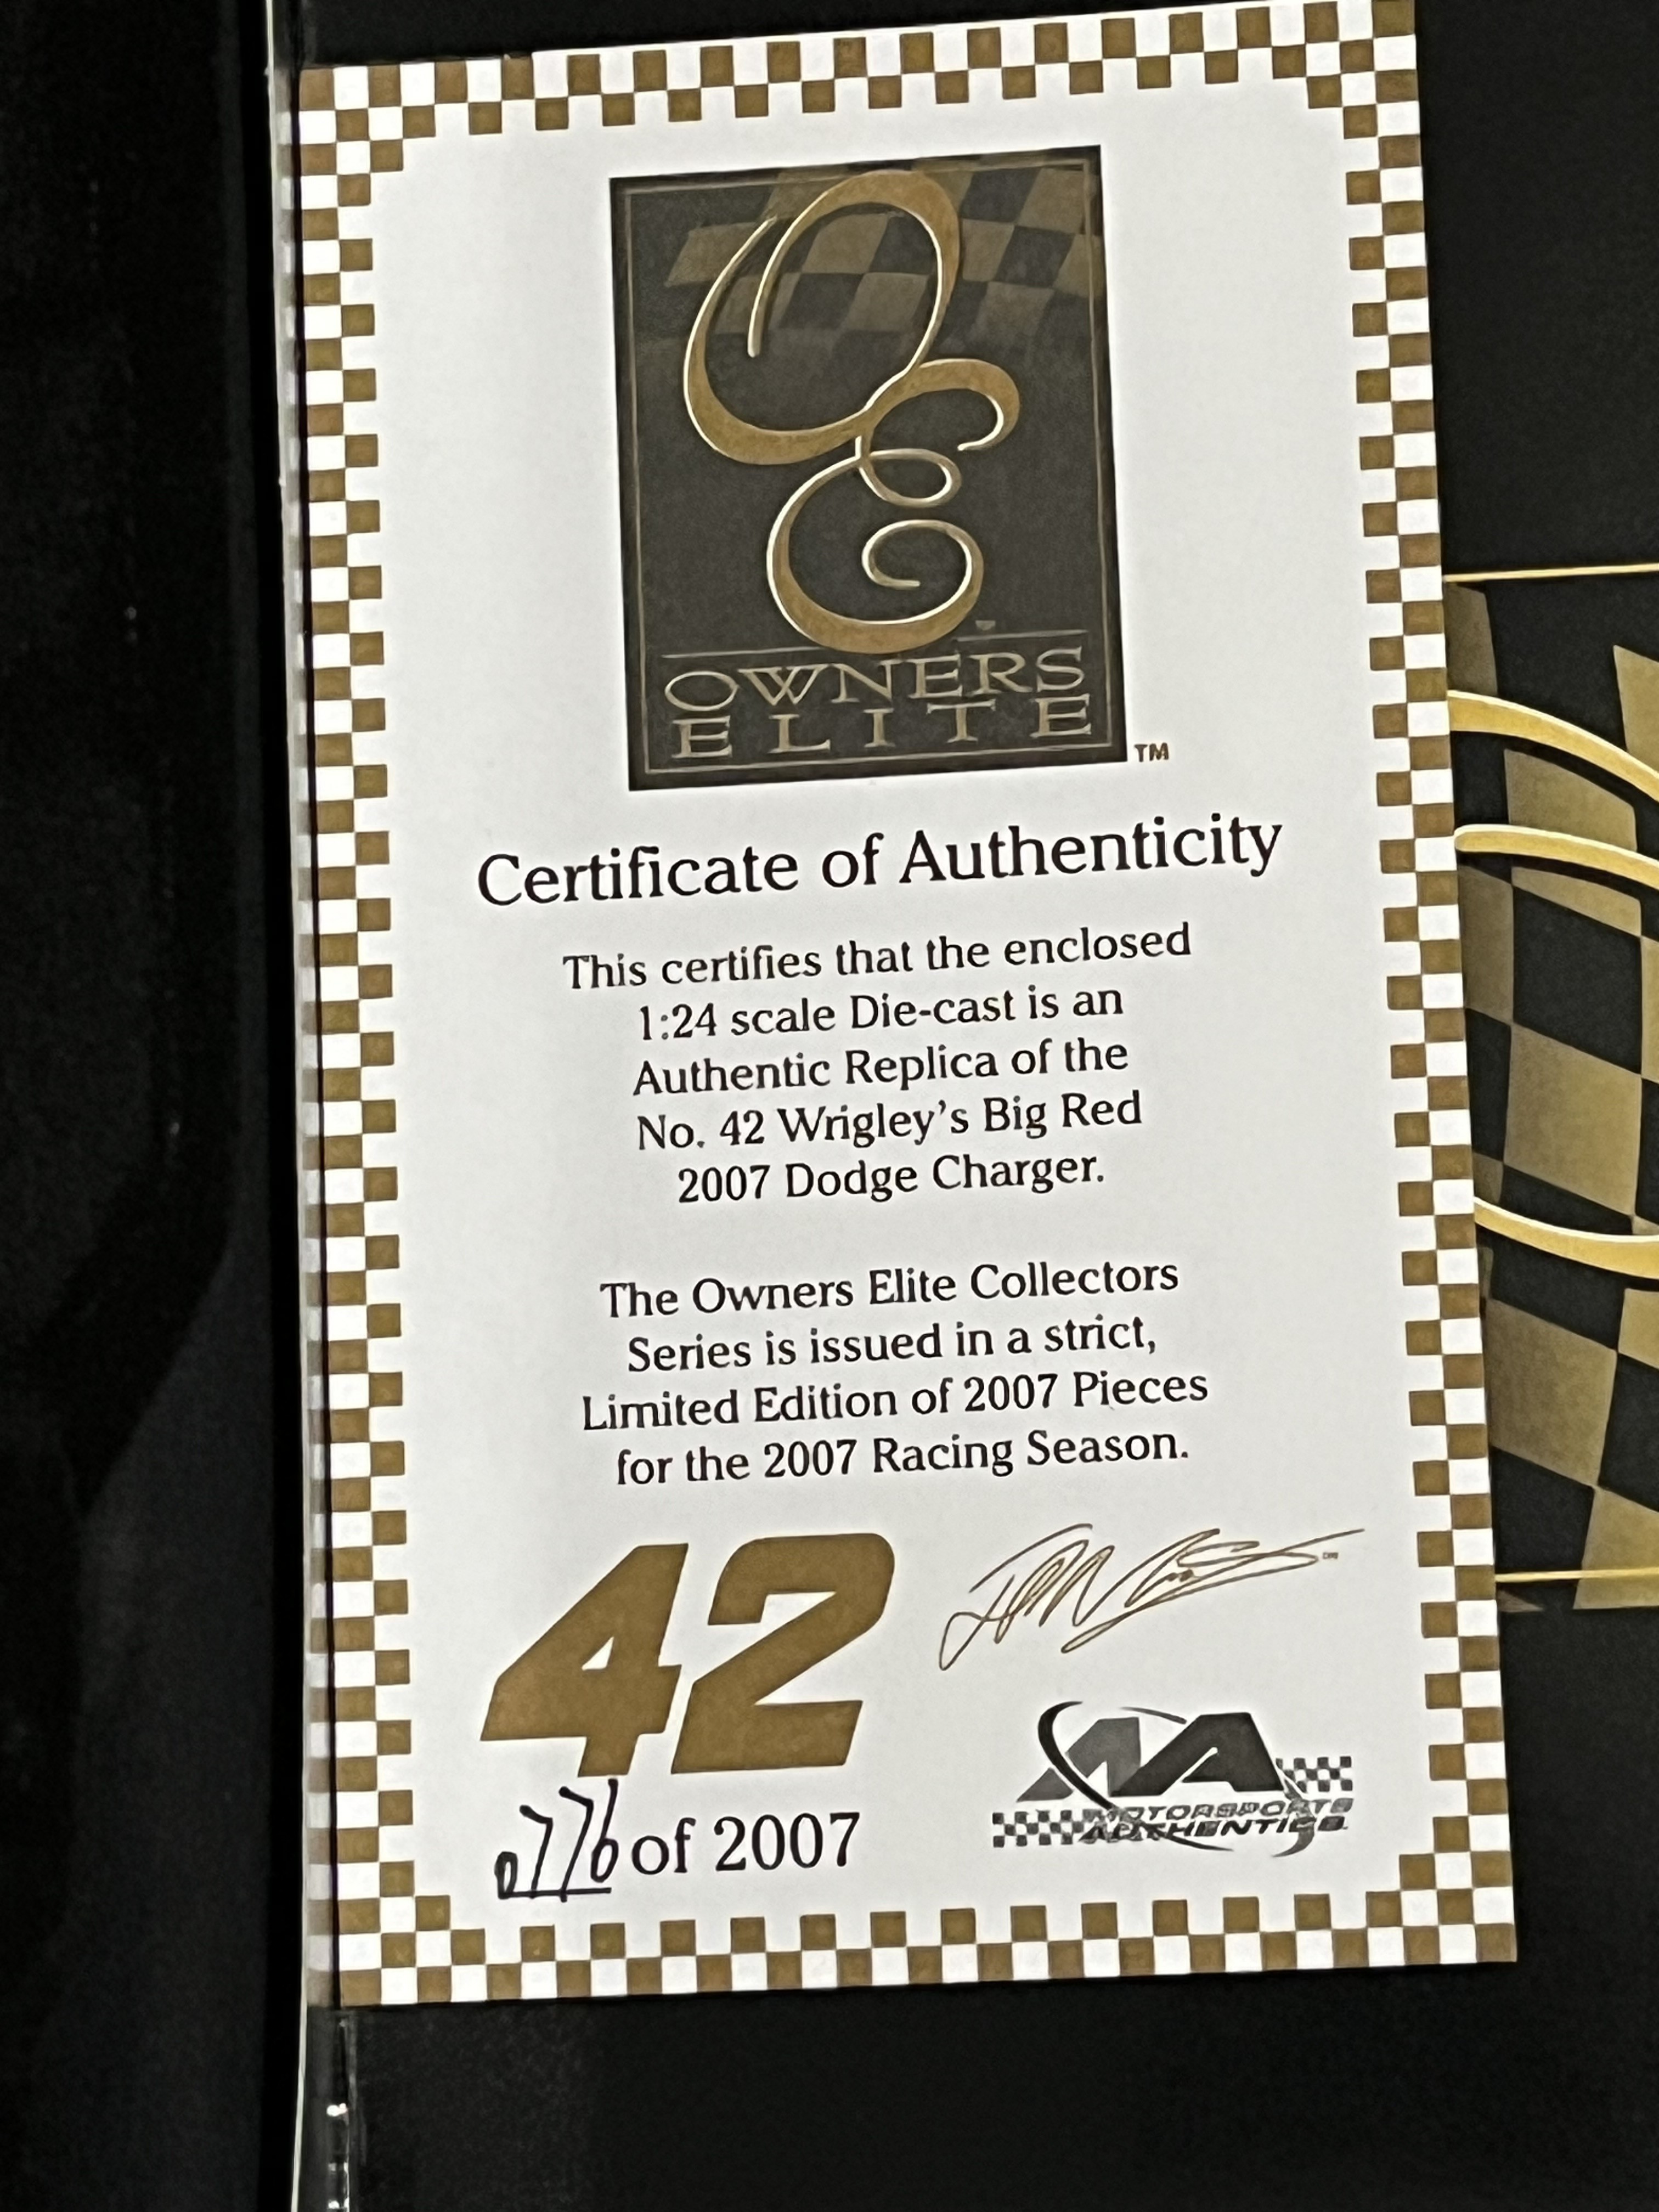 OE
OWNERS
ELITE
TM
Certificate of Authenticity
This certifies that the enclosed
1:24 scale Die-cast is an
Authentic Replica of the
No. 42 Wrigley's Big Red
2007 Dodge Charger.
The Owners Elite Collectors
Series is issued in a strict,
Limited Edition of 2007 Pieces
for the 2007 Racing Season.
42
0776 of 2007
MA
MOTORSPORTS
AUTHENTICS